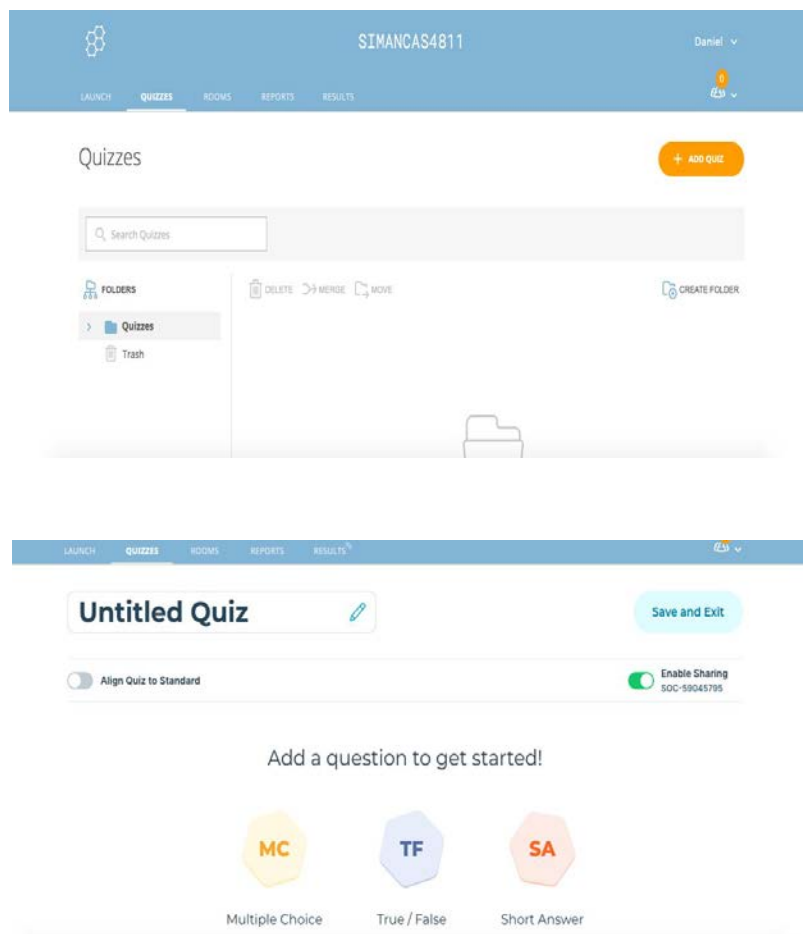 SIMANCAS4811
Daniel
0
LAUNCH QUIZZES ROOMS REPORTS RESULTS
Quizzes
+ ADD QUIZ
Search Quizzes
FOLDERS
DELETE MERGE MOVE
CREATE FOLDER
Quizzes
Trash
LAUNCH QUIZZES ROOMS REPORTS RESULTS
Untitled Quiz
Save and Exit
Align Quiz to Standard
Enable Sharing
SOC-59045795
Add a question to get started!
MC TF SA
Multiple Choice True / False Short Answer